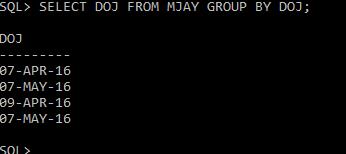 SQL> SELECT DOJ FROM MJAY GROUP BY DOJ;
DOJ
---------
07-APR-16
07-MAY-16
09-APR-16
07-MAY-16
SQL>